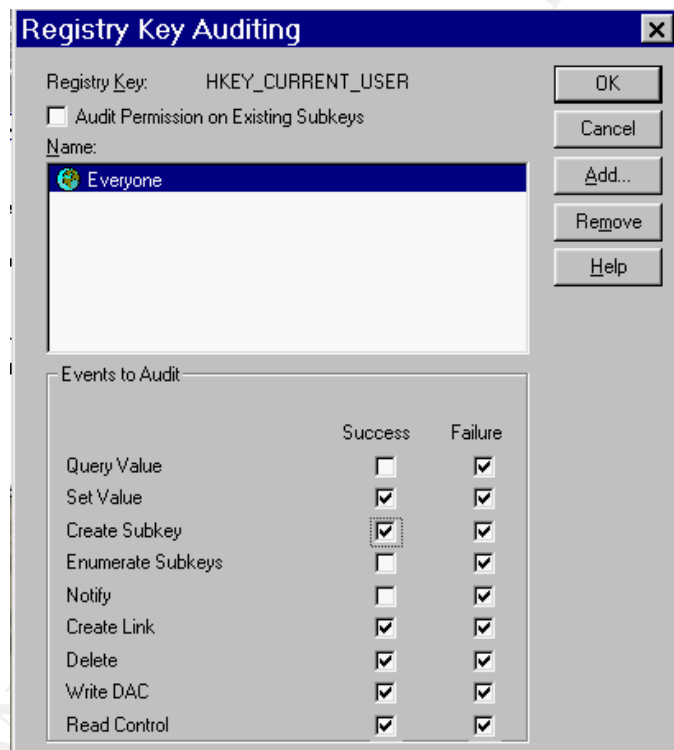 Registry Key Auditing
Registry Key: HKEY_CURRENT_USER
OK
Audit Permission on Existing Subkeys
Cancel
Name:
Add...
Everyone
Remove
Help
Events to Audit
Success Failure
Query Value
Set Value
Create Subkey
Enumerate Subkeys
Notify
Create Link
Delete
Write DAC
Read Control